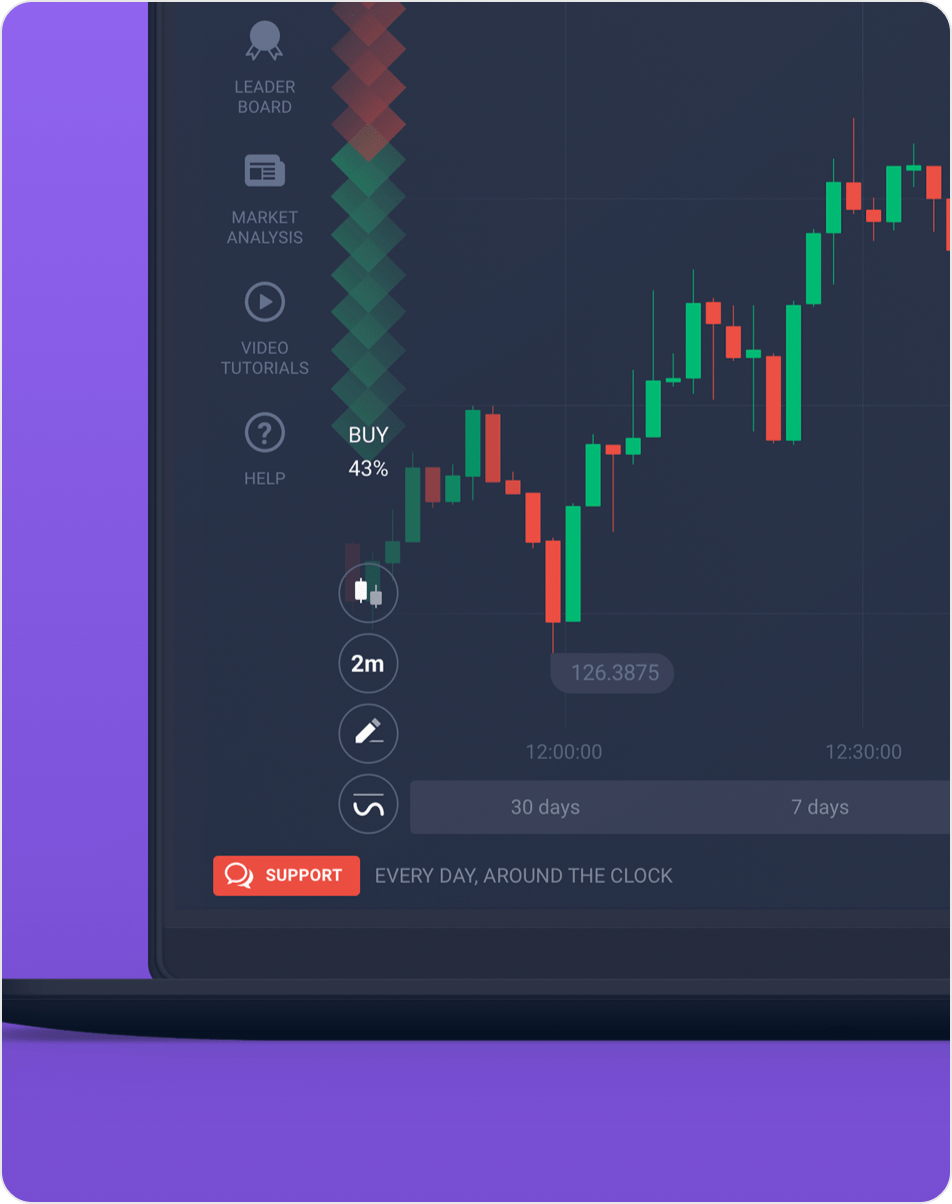 LEADER
BOARD
MARKET
ANALYSIS
VIDEO
TUTORIALS
?
HELP
BUY
43%
2m
126.3875
12:00:00
12:30:00
30 days
7 days
SUPPORT
EVERY DAY, AROUND THE CLOCK